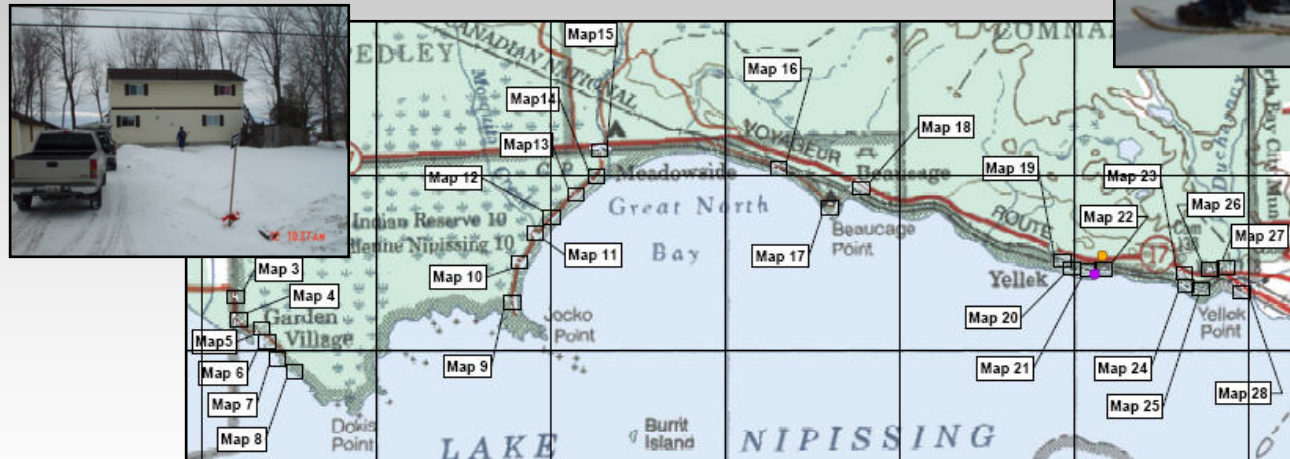 Map15
EDLEY
CANADIAN NATIONAL
COMMA
Map 16
Map14
VOYAGEUR
Map 18
Map13
C P R
Beaucage
Map 19
Map 23
Duchesnay
Map 12
Meadowside
Map 26
Indian Reserve 10
Great North
ROUTE
Map 22
Nipissing 10
Bay
Beaucage
Point
17
Map 27
Map 11
Map 17
Map 3
Map 10
Yellek
Map 4
Garden
Village
Jocko
Point
Map 20
Yellek
Point
Map5
Map 6
Map 9
Map 21
Map 24
Map 7
Map 25
Map 28
Map 8
Dokis
Point
Burrit
Island
LAKE NIPISSING